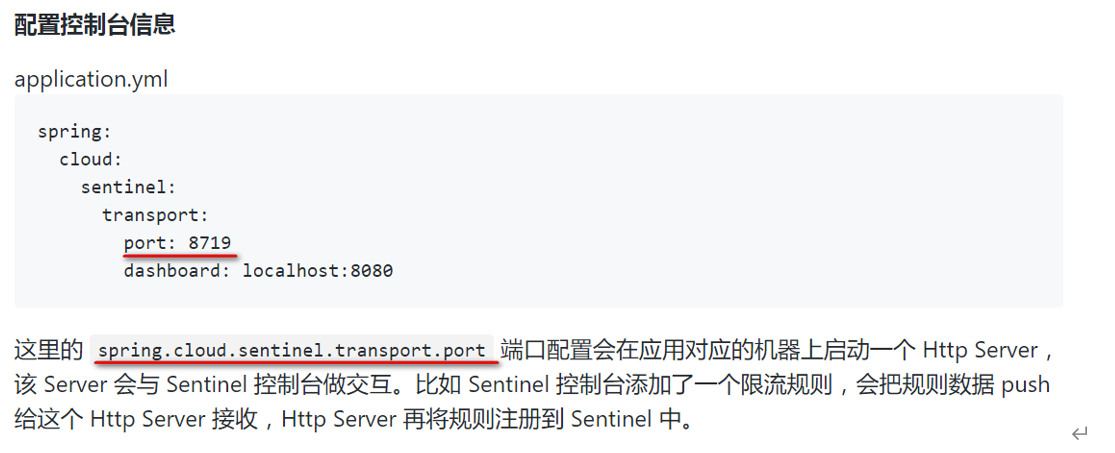 配置控制台信息
application.yml
spring:
  cloud:
    sentinel:
      transport:
        port: 8719
        dashboard: localhost:8080
这里的 spring.cloud.sentinel.transport.port 端口配置会在应用对应的机器上启动一个 Http Server，
该 Server 会与 Sentinel 控制台做交互。比如 Sentinel 控制台添加了一个限流规则，会把规则数据 push
给这个 Http Server 接收，Http Server 再将规则注册到 Sentinel 中。